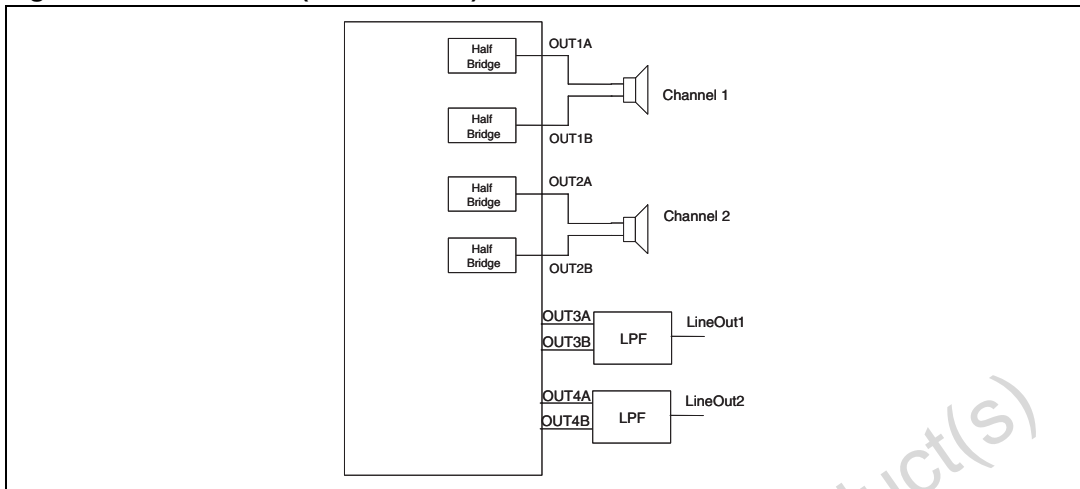 Half
Bridge
OUT1A
Channel 1
Half
Bridge
OUT1B
Half
Bridge
OUT2A
Channel 2
Half
Bridge
OUT2B
OUT3A
OUT3B
LPF
LineOut1
OUT4A
OUT4B
LPF
LineOut2